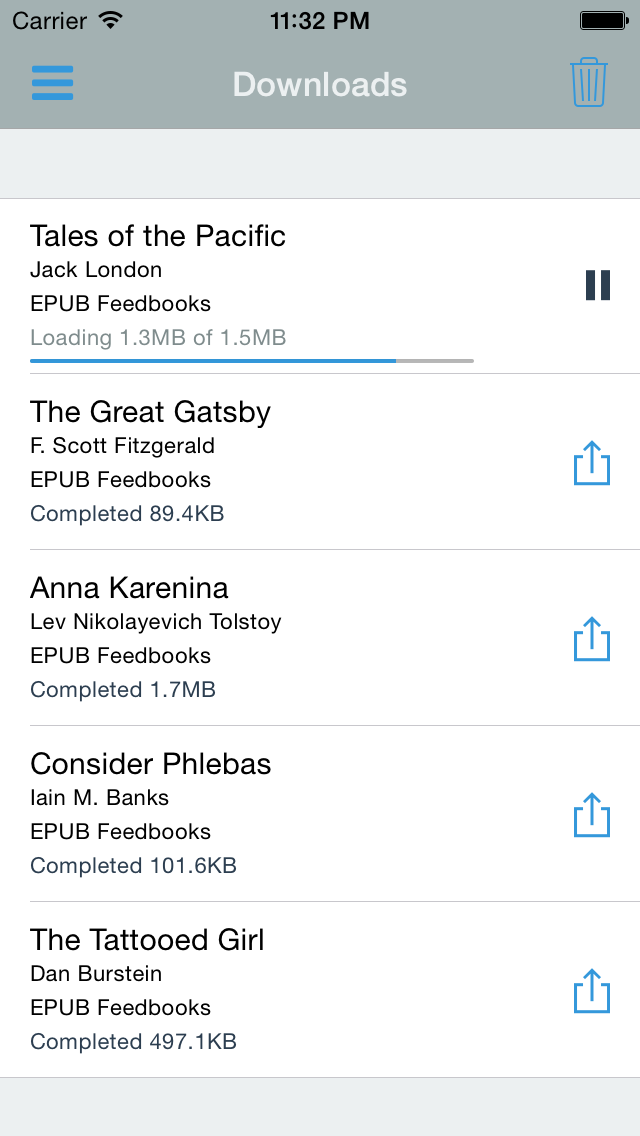 Carrier 11:32 PM
Downloads
Tales of the Pacific
Jack London
EPUB Feedbooks
Loading 1.3MB of 1.5MB
The Great Gatsby
F. Scott Fitzgerald
EPUB Feedbooks
Completed 89.4KB
Anna Karenina
Lev Nikolayevich Tolstoy
EPUB Feedbooks
Completed 1.7MB
Consider Phlebas
Iain M. Banks
EPUB Feedbooks
Completed 101.6KB
The Tattooed Girl
Dan Burstein
EPUB Feedbooks
Completed 497.1KB